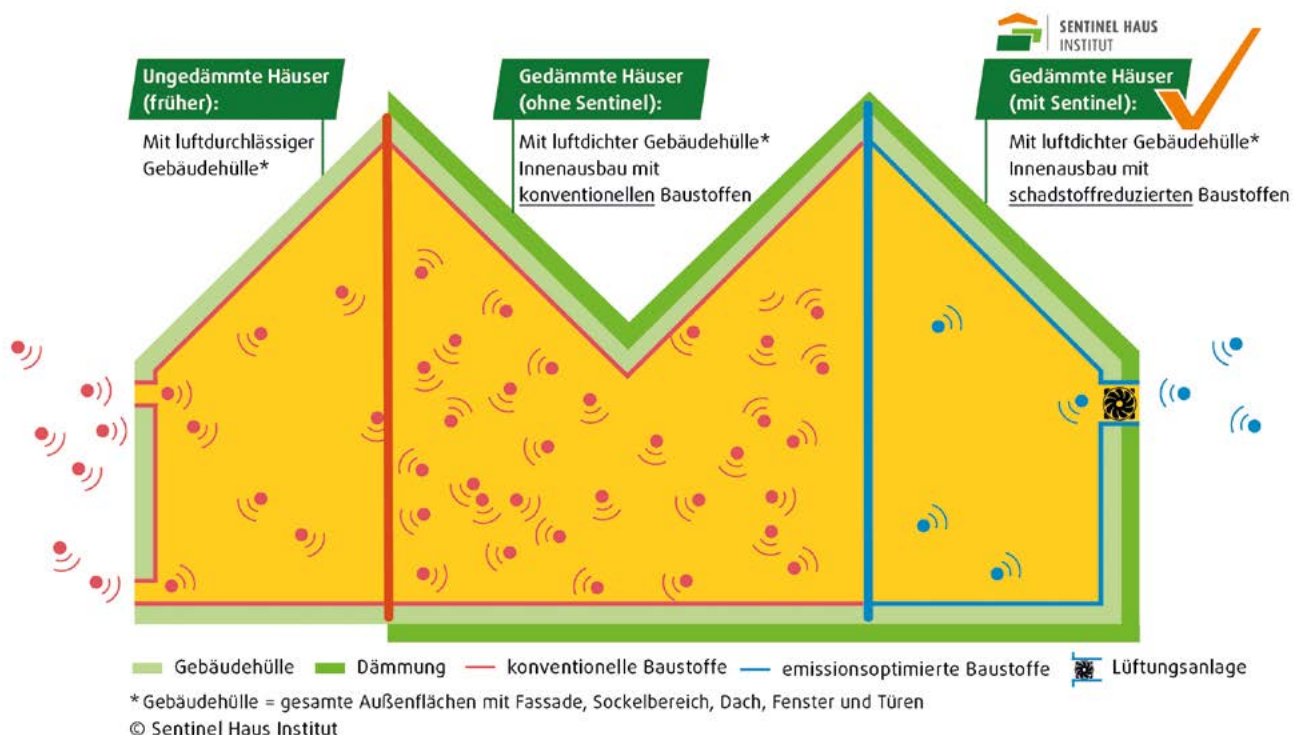 SENTINEL HAUS
INSTITUT
Ungedämmte Häuser
(früher):
Mit luftdurchlässiger
Gebäudehülle*
Gedämmte Häuser
(ohne Sentinel):
Mit luftdichter Gebäudehülle*
Innenausbau mit
konventionellen Baustoffen
Gedämmte Häuser
(mit Sentinel):
Mit luftdichter Gebäudehülle*
Innenausbau mit
schadstoffreduzierten Baustoffen
Gebäudehülle Dämmung konventionelle Baustoffe emissionsoptimierte Baustoffe Lüftungsanlage
* Gebäudehülle = gesamte Außenflächen mit Fassade, Sockelbereich, Dach, Fenster und Türen
© Sentinel Haus Institut